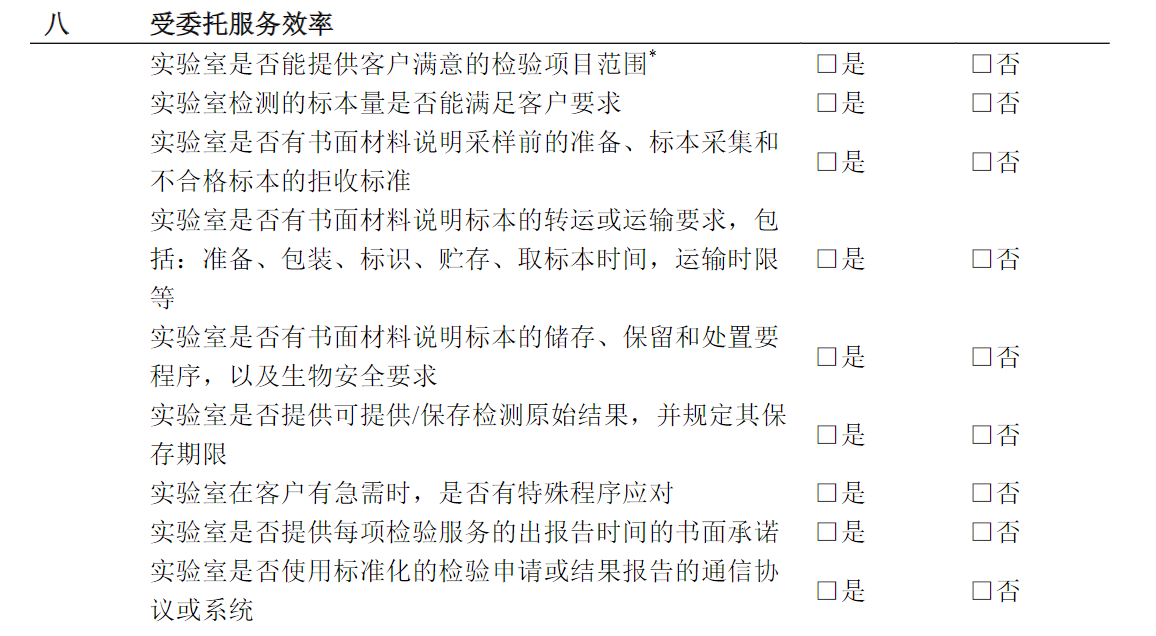 八 受委托服务效率
实验室是否能提供客户满意的检验项目范围* □是 □否
实验室检测的标本量是否能满足客户要求 □是 □否
实验室是否有书面材料说明采样前的准备、标本采集和
不合格标本的拒收标准 □是 □否
实验室是否有书面材料说明标本的转运或运输要求，包
括：准备、包装、标识、贮存、取标本时间，运输时限 □是 □否
等
实验室是否有书面材料说明标本的储存、保留和处置要
程序，以及生物安全要求 □是 □否
实验室是否提供可提供/保存检测原始结果，并规定其保
存期限 □是 □否
实验室在客户有急需时，是否有特殊程序应对 □是 □否
实验室是否提供每项检验服务的出报告时间的书面承诺 □是 □否
实验室是否使用标准化的检验申请或结果报告的通信协
议或系统 □是 □否